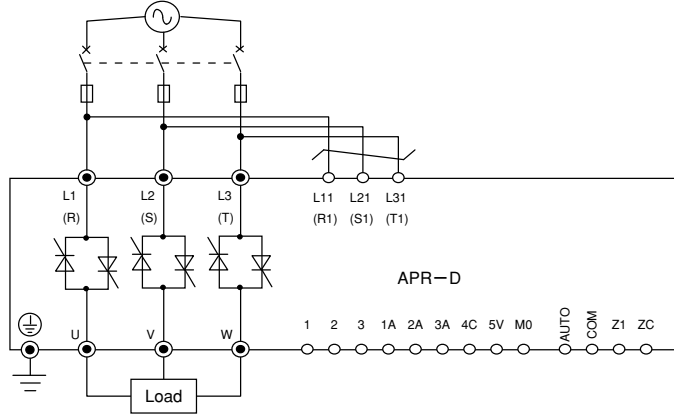 L1 L2 L3 L11 L21 L31
(R) (S) (T) (R1) (S1) (T1)
APR−D
U V W 1 2 3 1A 2A 3A 4C 5V M0 AUTO COM Z1 ZC
Load